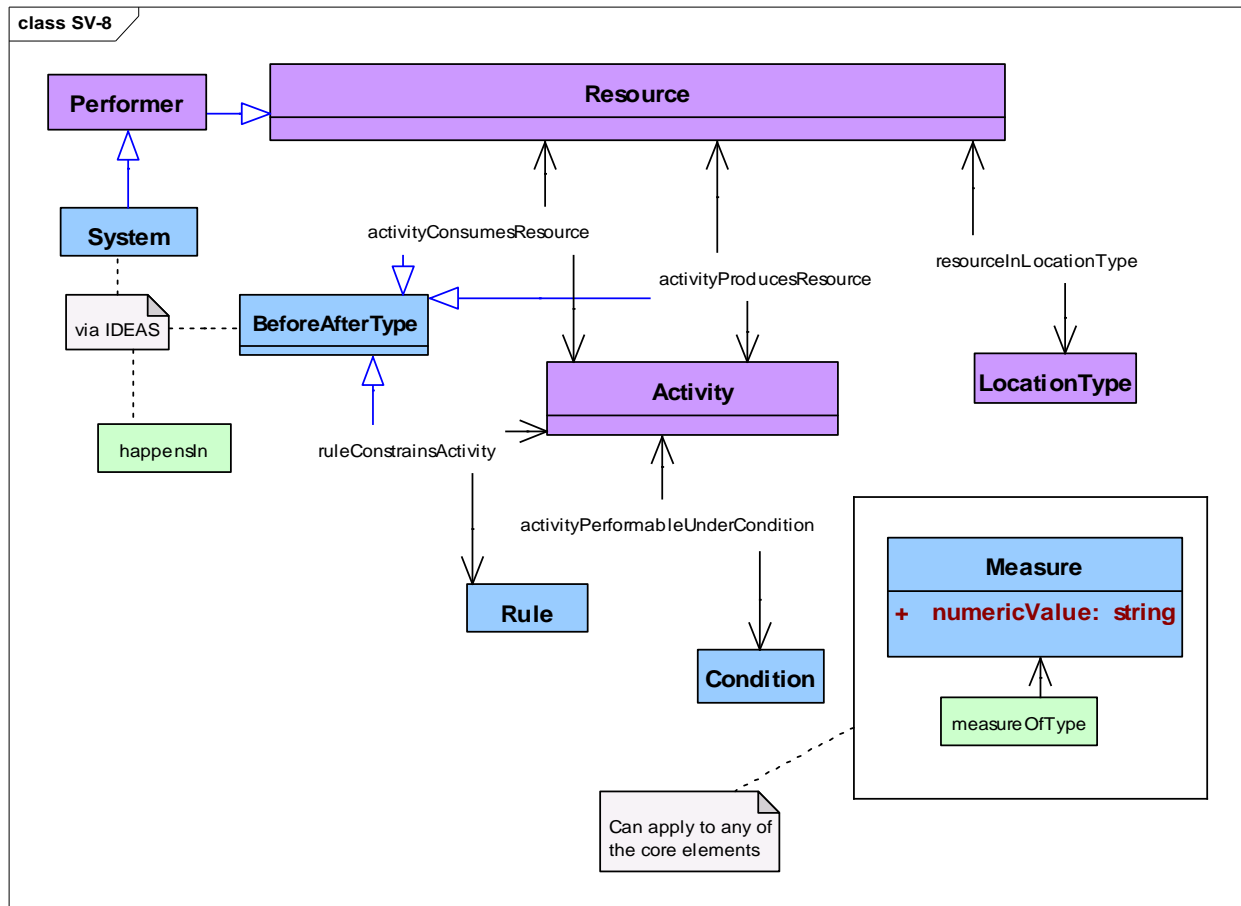 class SV-8
Resource
Performer
System
activityConsumesResource
activityProducesResource
resourceInLocationType
via IDEAS
BeforeAfterType
LocationType
Activity
happensIn
ruleConstrainsActivity
activityPerformableUnderCondition
Measure
+ numericValue: string
Rule
Condition
measureOfType
Can apply to any of
the core elements